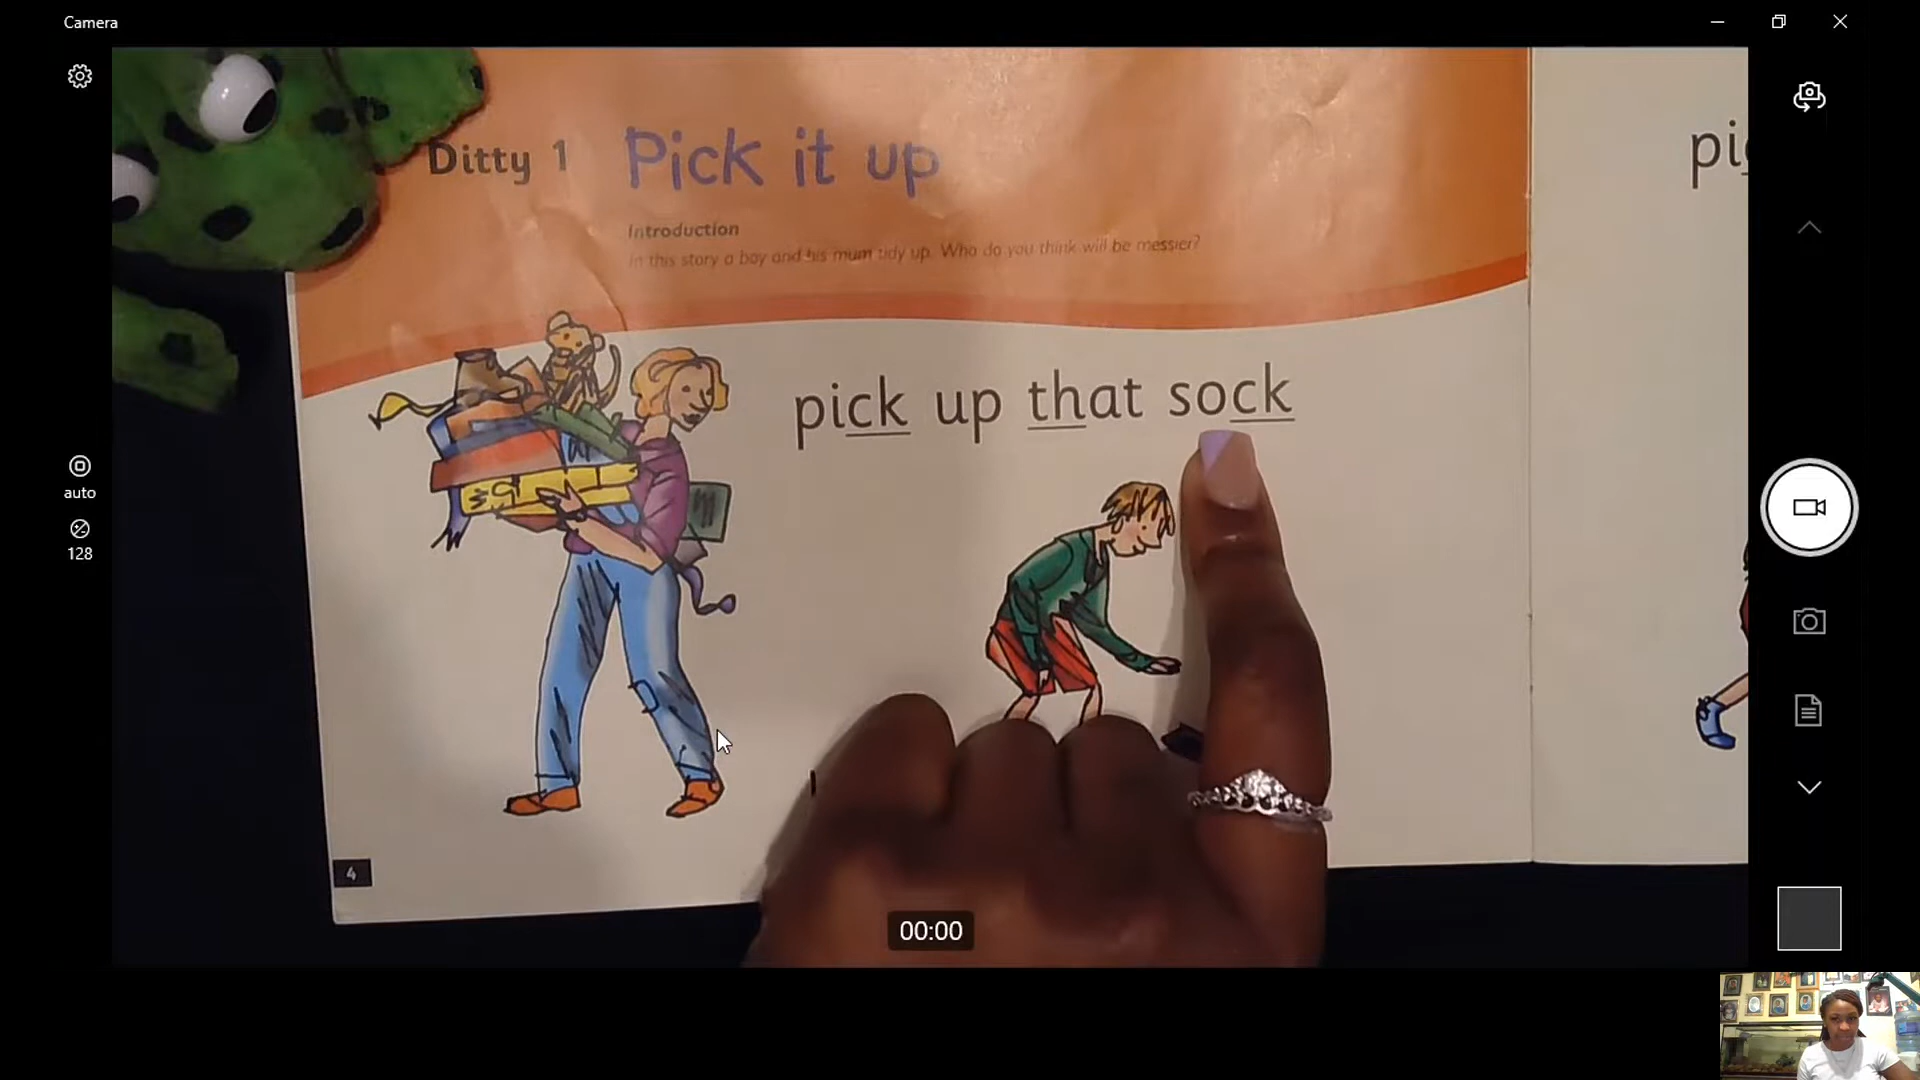 Camera
Ditty 1 Pick it up
Introduction
In this story a boy and his mum tidy up. Who do you think will be messier?
pick up that sock
4
pi
auto
128
00:00